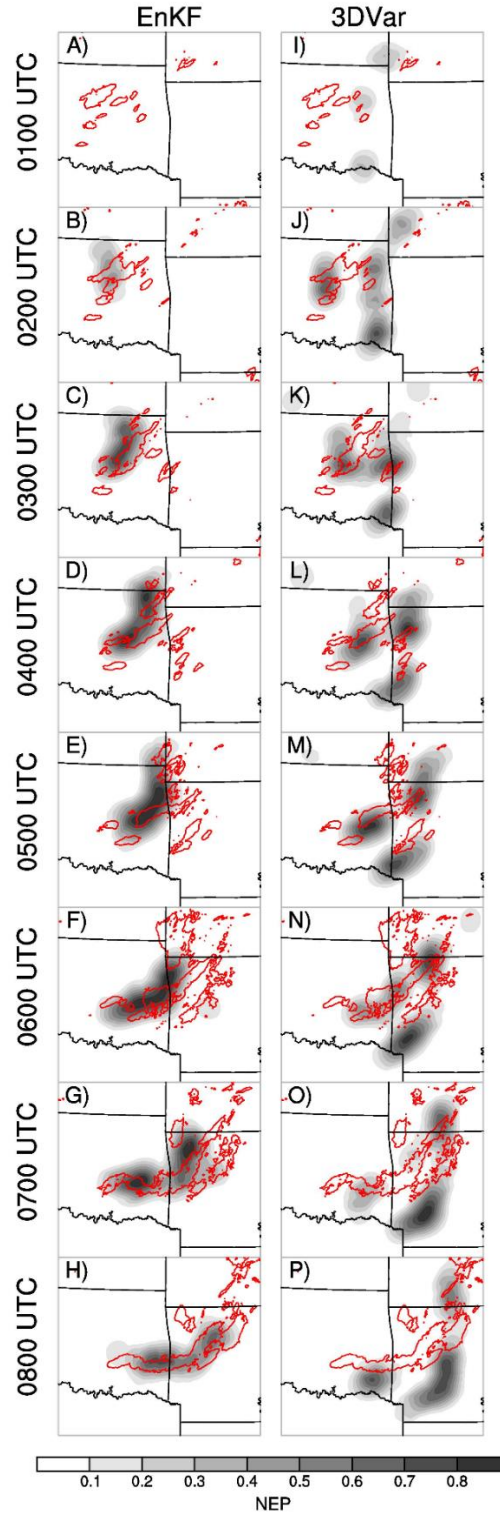 EnKF 3DVar
0100 UTC A) I)
0200 UTC B) J)
0300 UTC C) K)
0400 UTC D) L)
0500 UTC E) M)
0600 UTC F) N)
0700 UTC G) O)
0800 UTC H) P)
0.1 0.2 0.3 0.4 0.5 0.6 0.7 0.8
NEP